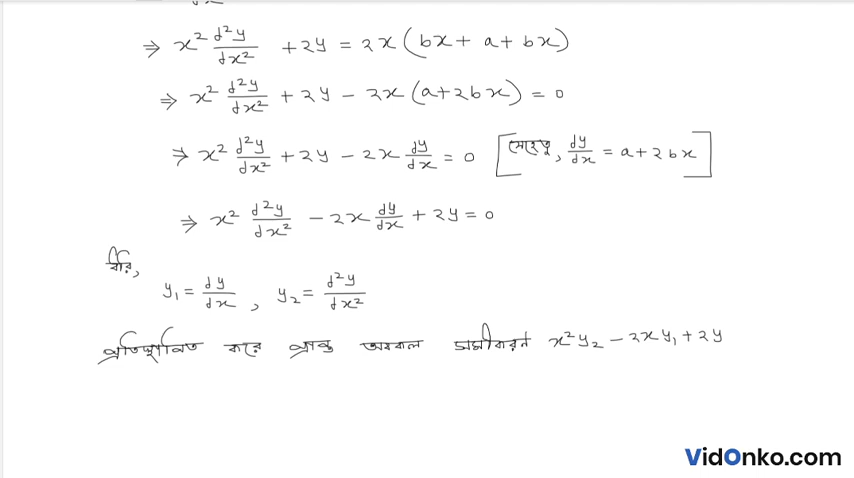 ⇒ x² d²y/dx² + 2y = 2x (bx + a + bx)
⇒ x² d²y/dx² + 2y - 2x (a+2bx) = 0
⇒ x² d²y/dx² + 2y - 2x dy/dx = 0 [যেহেতু, dy/dx = a+2bx]
⇒ x² d²y/dx² - 2x dy/dx + 2y = 0
ধরি,
y₁ = dy/dx , y₂ = d²y/dx²
প্রতিস্থাপিত করে প্রাপ্ত অন্তরকল সমীকরণ x²y₂ - 2xy₁ + 2y
VidOnko.com